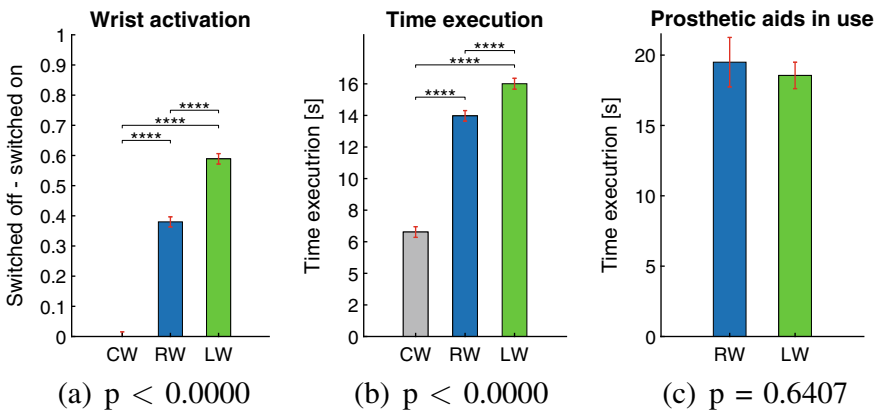 Wrist activation
Switched off - switched on
1
0.9
0.8
0.7
0.6
0.5
0.4
0.3
0.2
0.1
0
****
****
****
CW RW LW
(a) p < 0.0000
Time execution
Time executrion [s]
16
14
12
10
8
6
5
2
0
****
****
****
CW RW LW
(b) p < 0.0000
Prosthetic aids in use
Time executrion [s]
20
15
10
5
0
RW LW
(c) p = 0.6407